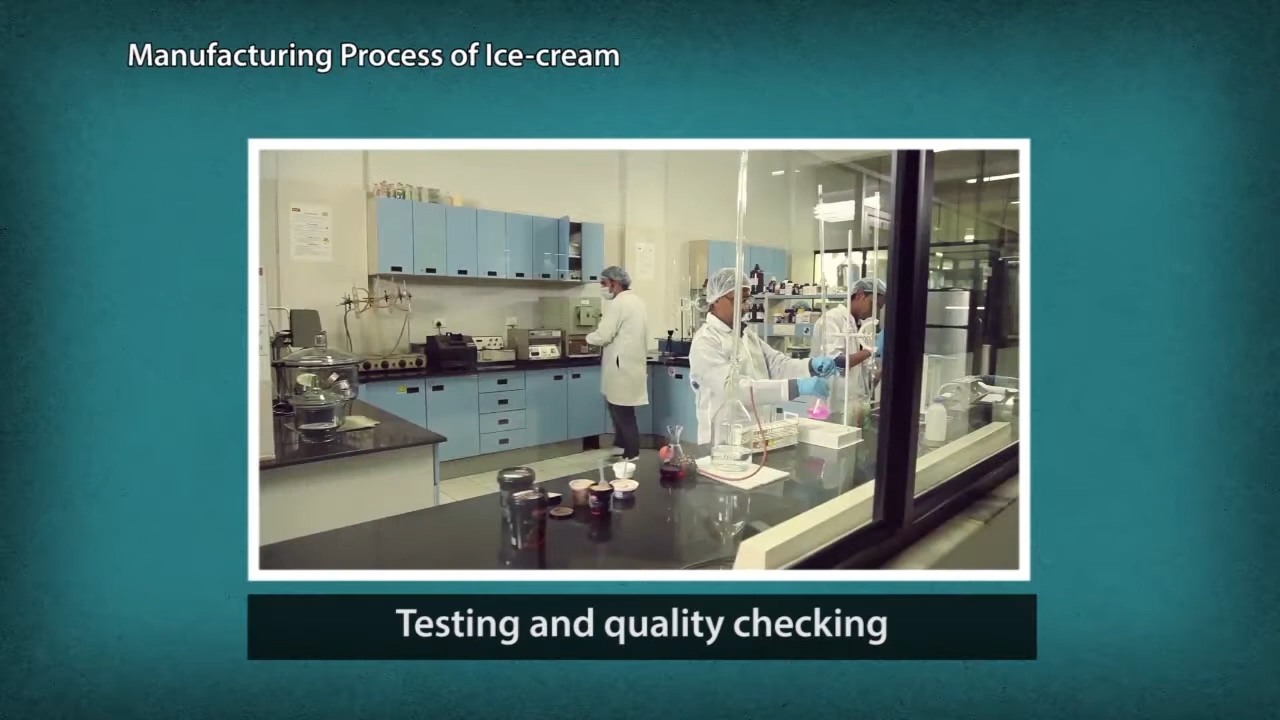 Manufacturing Process of Ice-cream
Testing and quality checking